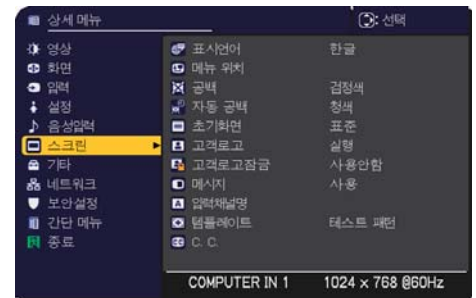 상세 메뉴 : 선택
영상
화면
입력
설정
음성입력
스크린
기타
네트워크
보안설정
간단 메뉴
종료
표시언어 한글
메뉴 위치
공백 검정색
자동 공백 청색
초기화면 표준
고객로고 실행
고객로고잠금 사용안함
메시지 사용
입력채널명
템플레이트 테스트 패턴
C. C.
COMPUTER IN 1 1024 x 768 @60Hz